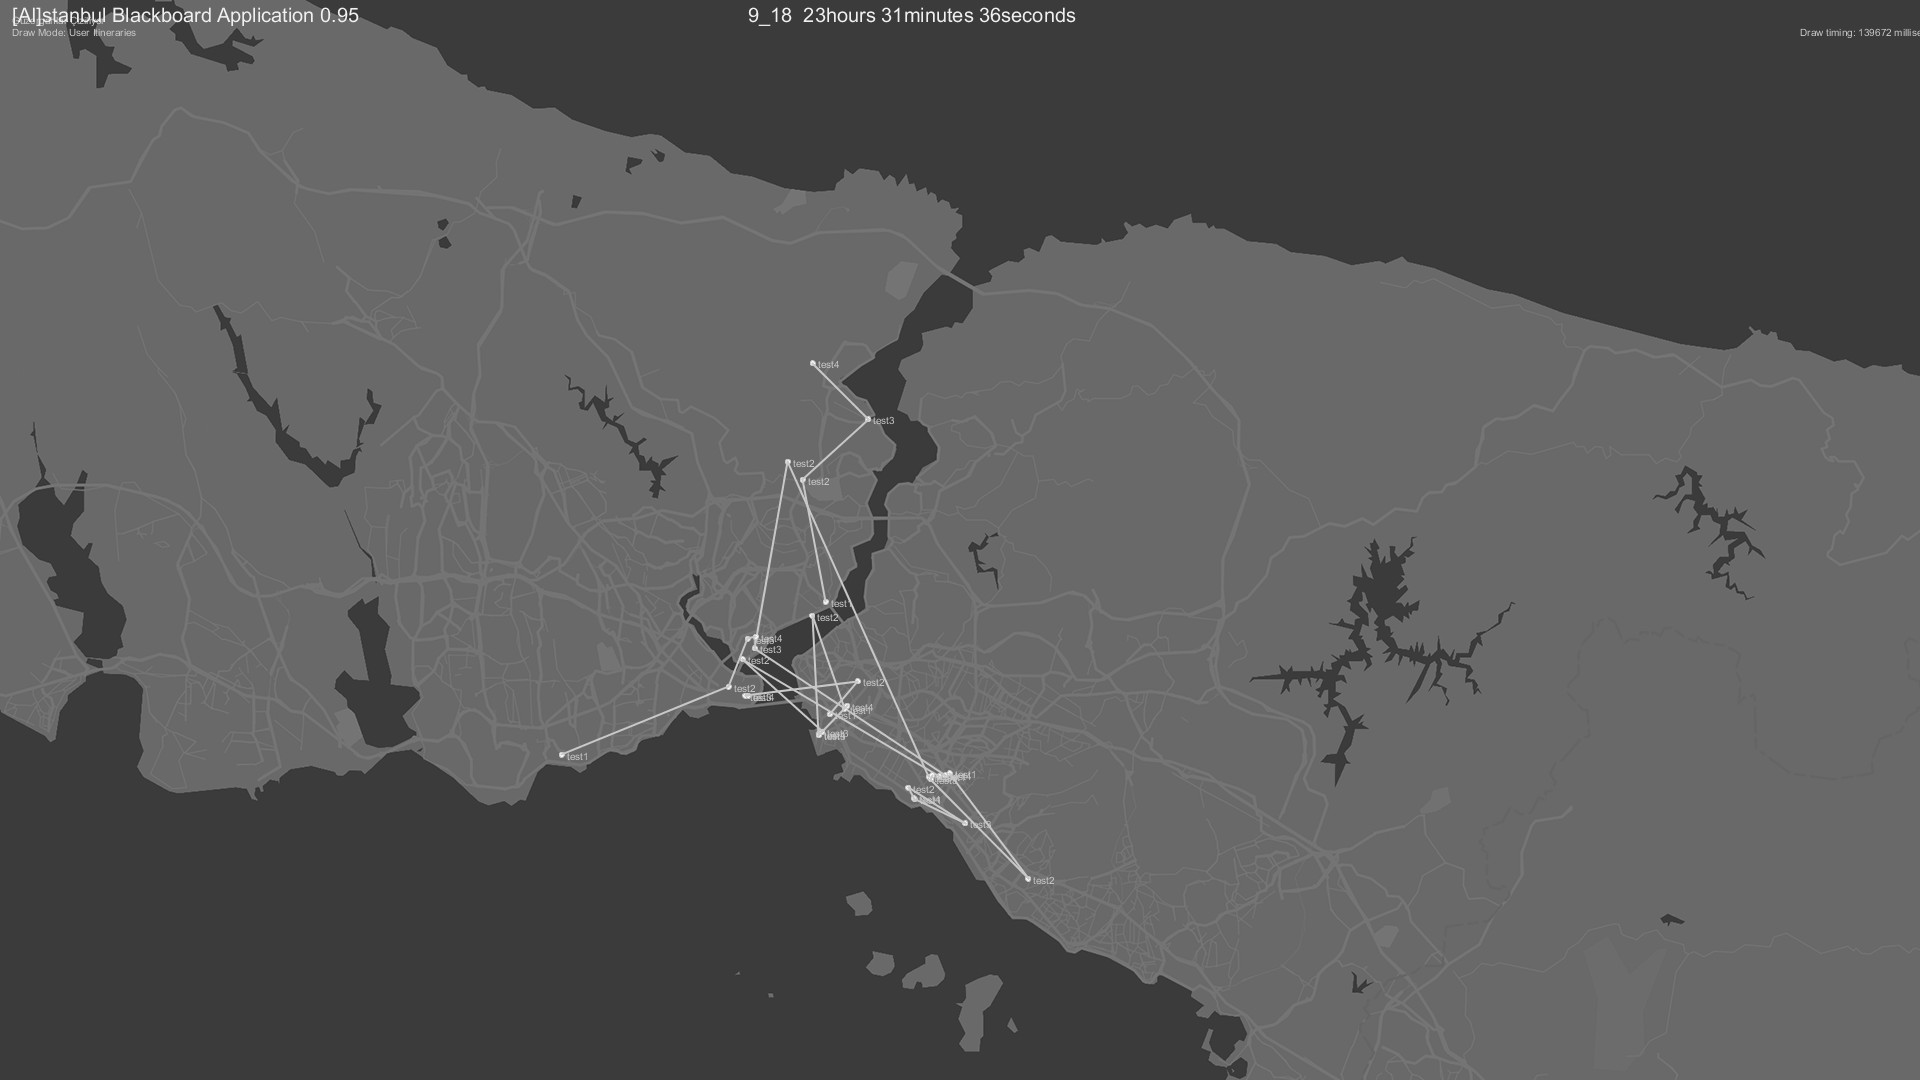 [AI]stanbul Blackboard Application 0.95
9_18 23hours 31minutes 36seconds
Draw Mode: User Itineraries
Draw timing: 139672 millise
test4
test3
test2
test2
test1
test2
test4
test3
test2
test2
test2
test4
test1
test3
test1
test1
test2
test3
test2